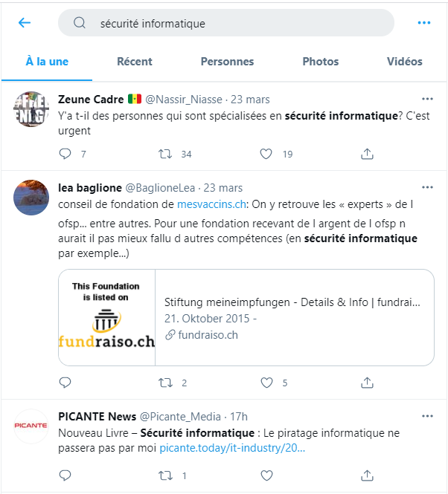 sécurité informatique
À la une Récent Personnes Photos Vidéos
Zeune Cadre 🇸🇳 @Nassir_Niasse · 23 mars
Y'a t-il des personnes qui sont spécialisées en sécurité informatique? C'est
urgent
7 34 19
lea baglione @BaglioneLea · 23 mars
conseil de fondation de mesvaccins.ch: On y retrouve les « experts » de l
ofsp... entre autres. Pour une fondation recevant de l argent de l ofsp n
aurait il pas mieux fallu d autres compétences (en sécurité informatique
par exemple...)
This Foundation
is listed on
fundraiso.ch
Stiftung meineimpfungen - Details & Info | fundrai...
21. Oktober 2015 -
fundraiso.ch
2 5
PICANTE
PICANTE News @Picante_Media · 17h
Nouveau Livre – Sécurité informatique : Le piratage informatique ne
passera pas par moi picante.today/it-industry/20...
1